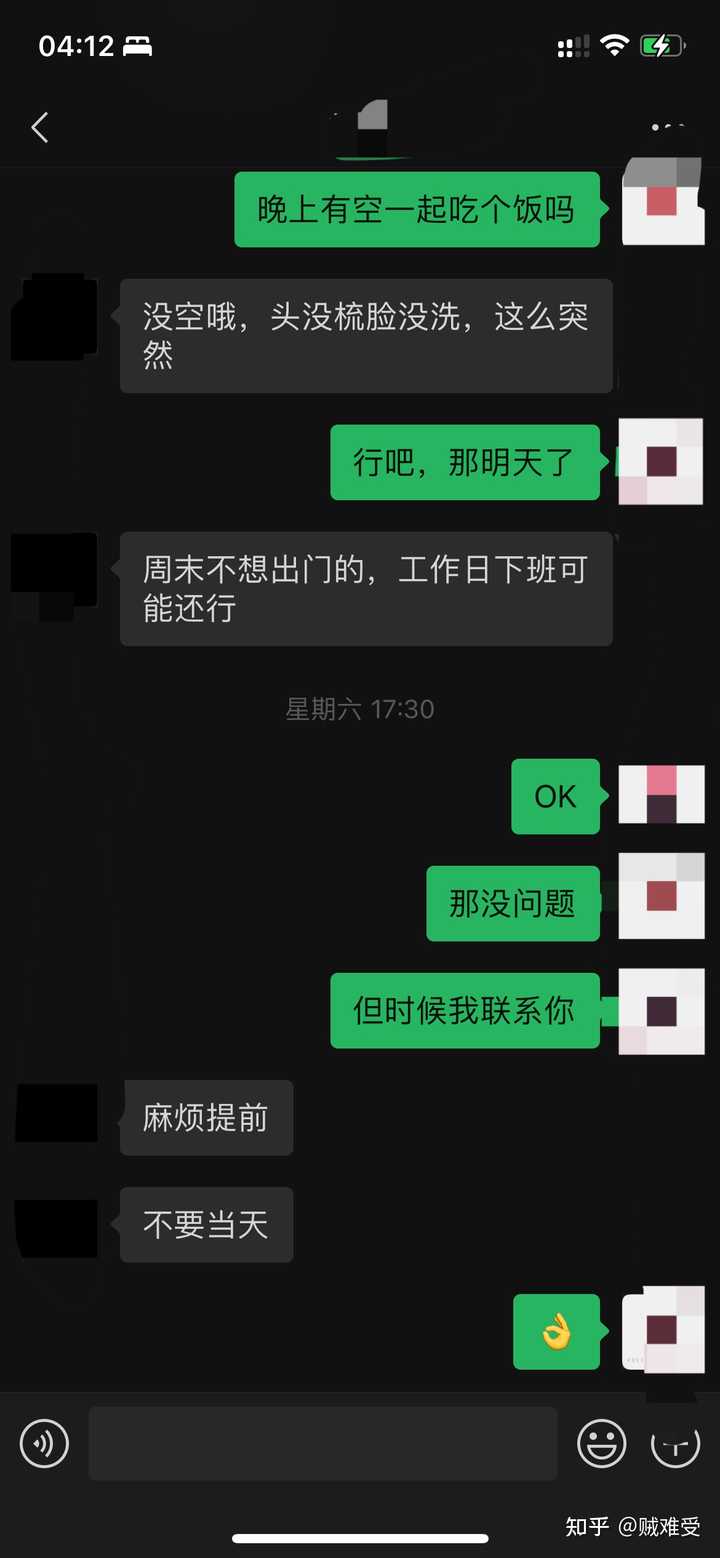 04:12
晚上有空一起吃个饭吗
没空哦，头没梳脸没洗，这么突
然
行吧，那明天了
周末不想出门的，工作日下班可
能还行
星期六 17:30
OK
那没问题
但时候我联系你
麻烦提前
不要当天
👌
知乎 @贼难受